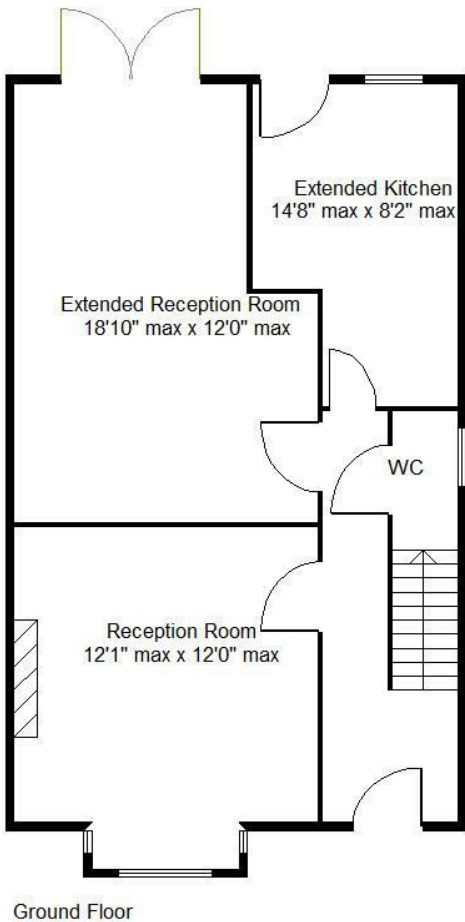 Extended Kitchen
14'8" max x 8'2" max
Extended Reception Room
18'10" max x 12'0" max
WC
Reception Room
12'1" max x 12'0" max
Ground Floor